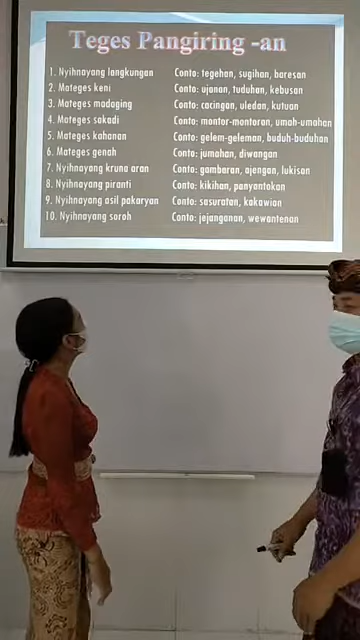 Teges Pangiring -an
1. Nyihnayang langkungan Conto: tegehan, sugihan, baresan
2. Mateges keni Conto: ujanan, tuduhan, kebusan
3. Mateges madaging Conto: cacingan, uledan, kutuan
4. Mateges sakadi Conto: montor-montoran, umah-umahan
5. Mateges kahanan Conto: gelem-geleman, buduh-buduhan
6. Mateges genah Conto: jumahan, diwangan
7. Nyihnayang kruna aran Conto: gambaran, ajengan, lukisan
8. Nyihnayang piranti Conto: kikihan, panyontokan
9. Nyihnayang asil pakaryan Conto: sasuratan, kakawian
10. Nyihnayang soroh Conto: jejanganan, wewantenan